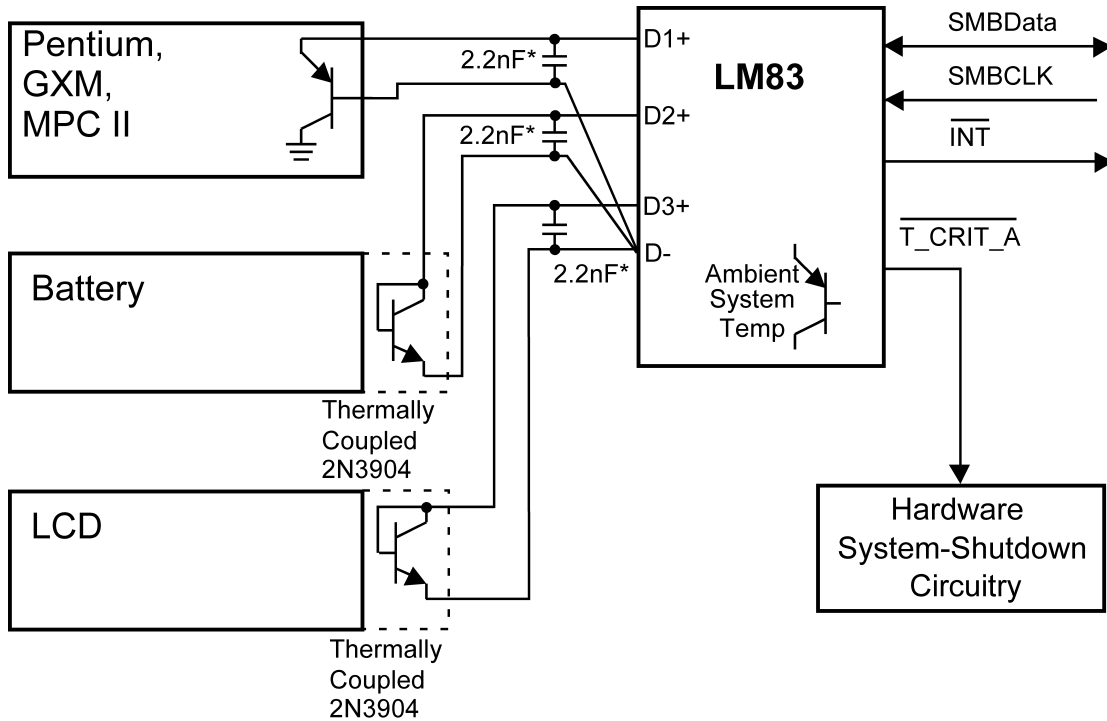 Pentium,
GXM,
MPC II
2.2nF*
D1+
LM83
SMBData
SMBCLK
2.2nF*
D2+
INT
D3+
T_CRIT_A
D-
2.2nF*
Ambient
System
Temp
Battery
Thermally
Coupled
2N3904
LCD
Thermally
Coupled
2N3904
Hardware
System-Shutdown
Circuitry